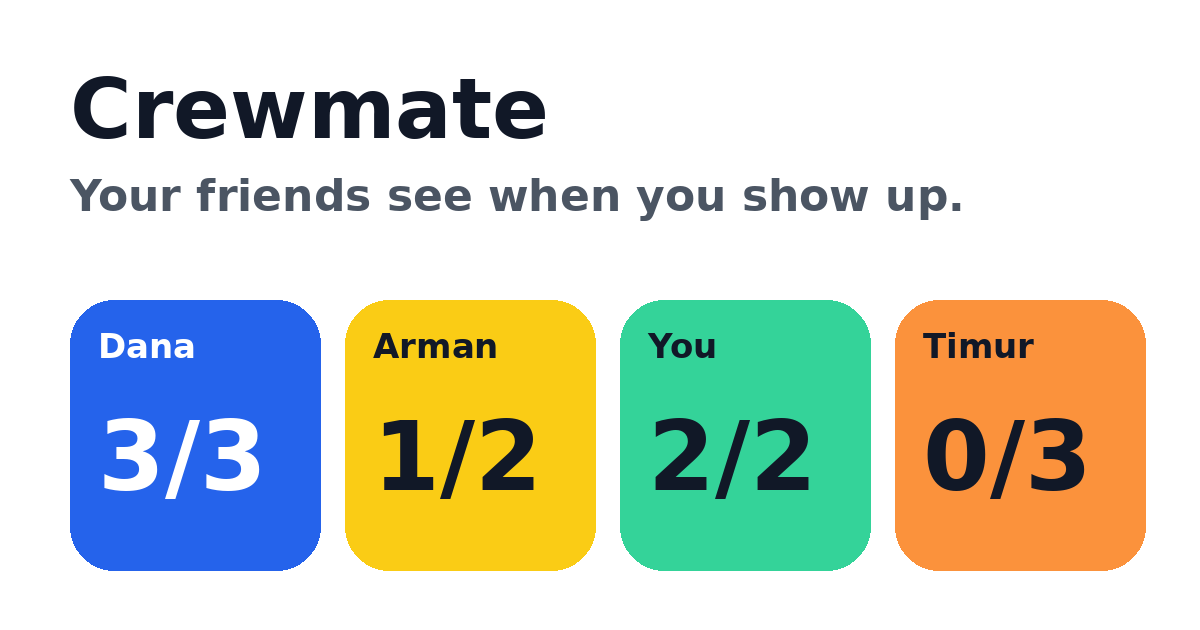 Crewmate
Your friends see when you show up.
Dana
3/3
Arman
1/2
You
2/2
Timur
0/3